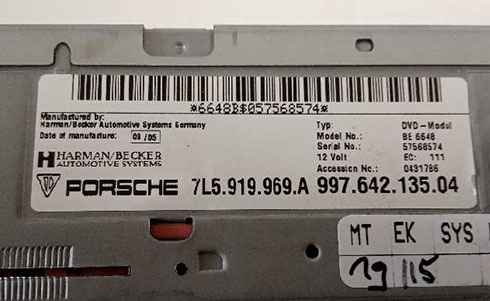 *6648B$057568574*
Manufactured by:
Harman/Becker Automotive Systems Germany
Date of manufacture: 09 /05
HARMAN/BECKER
AUTOMOTIVE SYSTEMS
Typ: DVD-Modul
Model No.: BE 6648
Serial No.: 57568574
12 Volt EC: 111
Accession No.: 0431786
PORSCHE 7L5.919.969.A 997.642.135.04
MT EK SYS
19/15